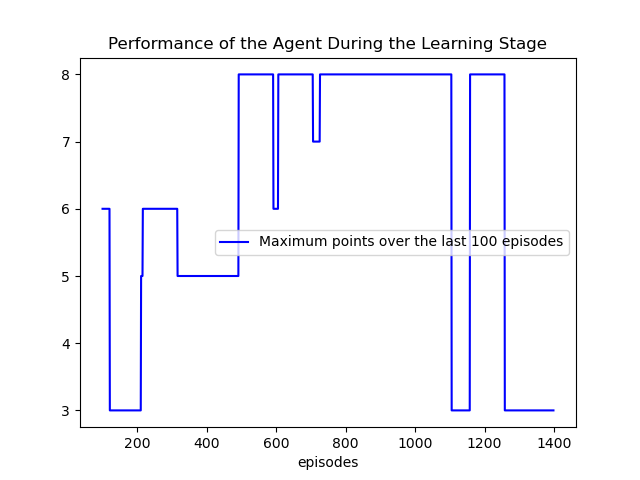 Performance of the Agent During the Learning Stage
8
7
6
Maximum points over the last 100 episodes
5
4
3
200 400 600 800 1000 1200 1400
episodes